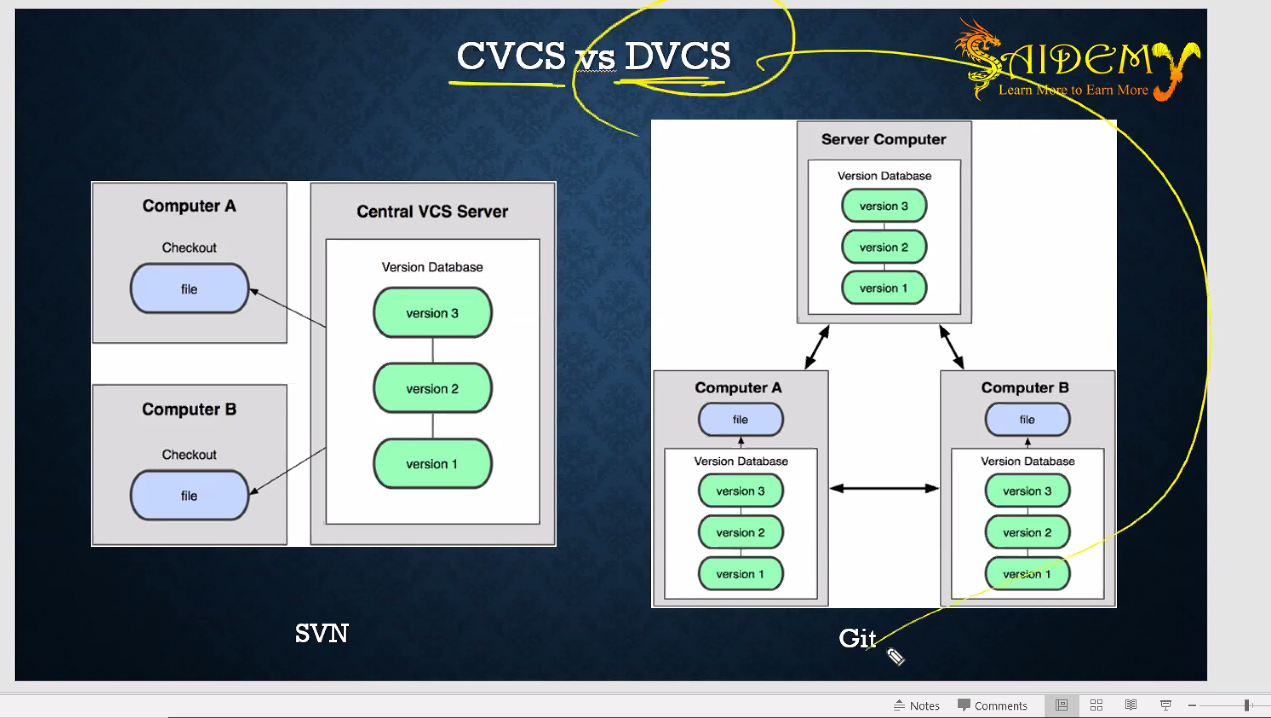 CVCS vs DVCS
SAIDEMY
Learn More to Earn More
Computer A
Checkout
file
Computer B
Checkout
file
Central VCS Server
Version Database
version 3
version 2
version 1
SVN
Server Computer
Version Database
version 3
version 2
version 1
Computer A
file
Version Database
version 3
version 2
version 1
Computer B
file
Version Database
version 3
version 2
version 1
Git
Notes
Comments